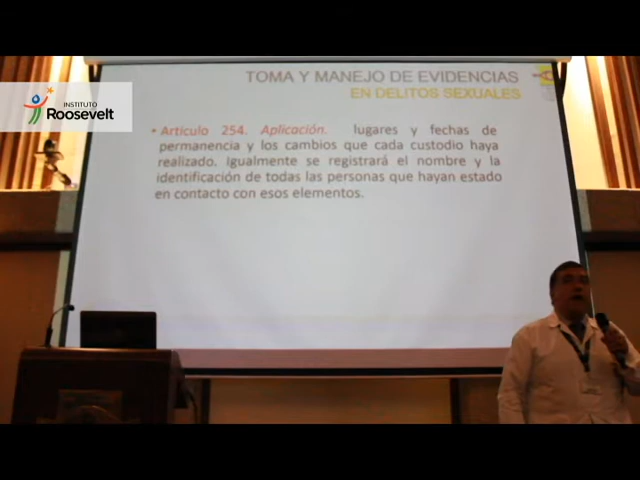 INSTITUTO
Roosevelt
TOMA Y MANEJO DE EVIDENCIAS
EN DELITOS SEXUALES
• Artículo 254. Aplicación. lugares y fechas de
permanencia y los cambios que cada custodio haya
realizado. Igualmente se registrará el nombre y la
identificación de todas las personas que hayan estado
en contacto con esos elementos.